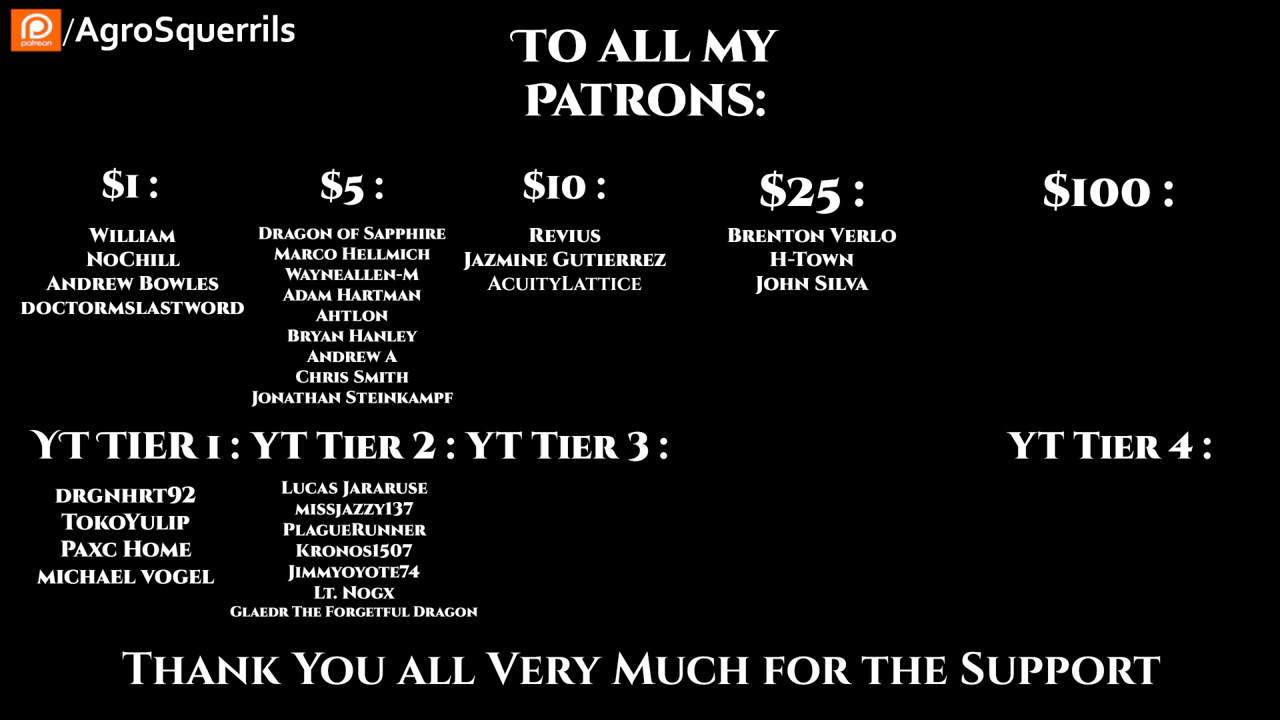 patreon
/AgroSquerrils
To all my
Patrons:
$1 :
William
NoChill
Andrew Bowles
doctormslastword
$5 :
Dragon of Sapphire
Marco Hellmich
Wayneallen-M
Adam Hartman
Ahtlon
Bryan Hanley
Andrew A
Chris Smith
Jonathan Steinkampf
$10 :
Revius
Jazmine Gutierrez
AcuityLattice
$25 :
Brenton Verlo
H-Town
John Silva
$100 :
YT Tier 1 :
drgnhrt92
TokoYulip
Paxc Home
michael vogel
YT Tier 2 :
Lucas Jararuse
missjazzy137
PlagueRunner
Kronos1507
Jimmyoyote74
Lt. Nogx
Glaedr The Forgetful Dragon
YT Tier 3 :
YT Tier 4 :
Thank You all Very Much for the Support